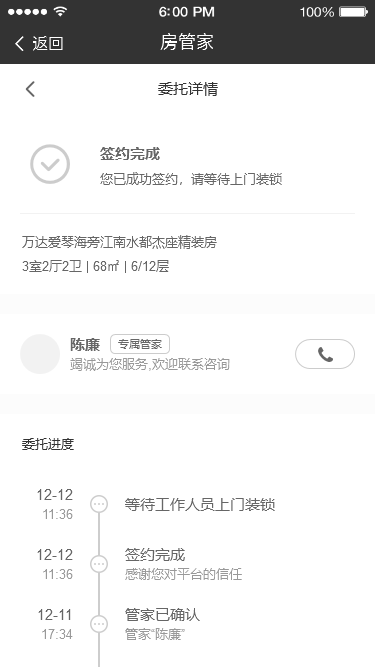 6:00 PM
100%
返回
房管家
委托详情
签约完成
您已成功签约，请等待上门装锁
万达爱琴海旁江南水都杰座精装房
3室2厅2卫 | 68㎡ | 6/12层
陈廉 专属管家
竭诚为您服务,欢迎联系咨询
委托进度
12-12
等待工作人员上门装锁
11:36
12-12
签约完成
11:36
感谢您对平台的信任
12-11
管家已确认
17:34
管家“陈廉”